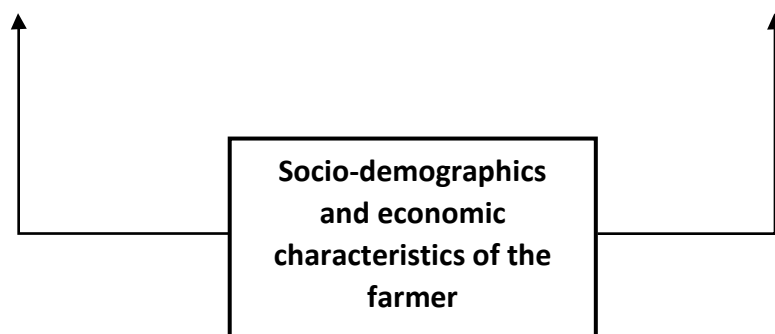 Socio-demographics
and economic
characteristics of the
farmer